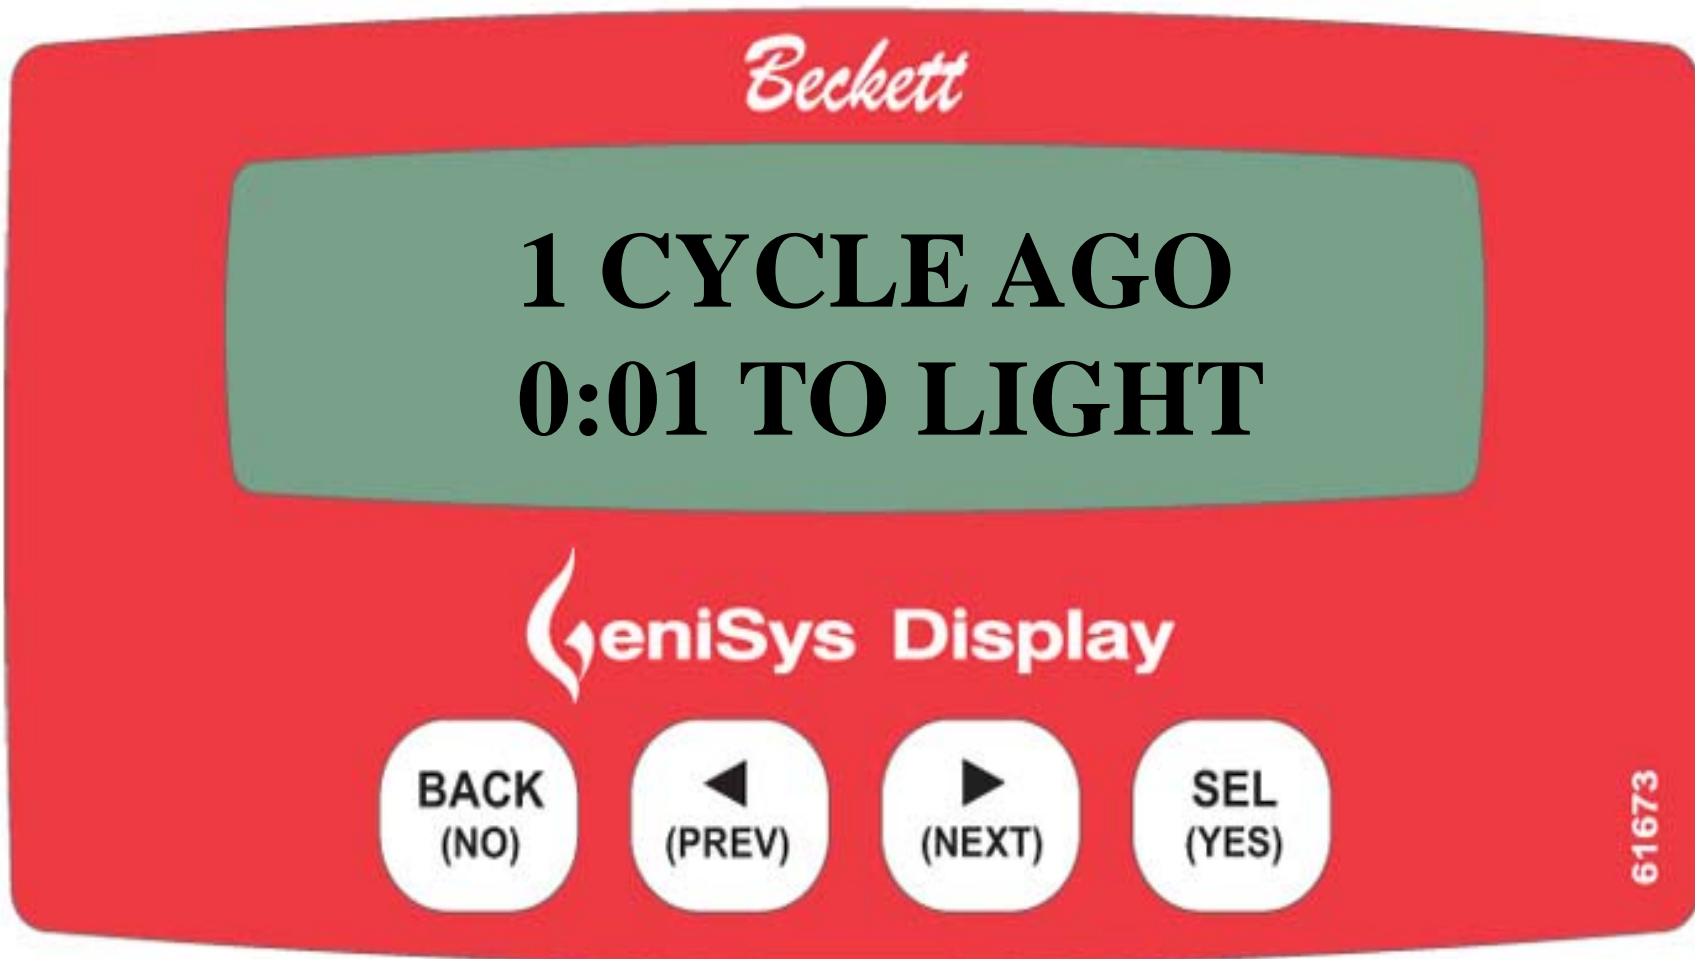 Beckett
1 CYCLE AGO
0:01 TO LIGHT
GeniSys Display
BACK
(NO)
◀
(PREV)
▶
(NEXT)
SEL
(YES)
61673